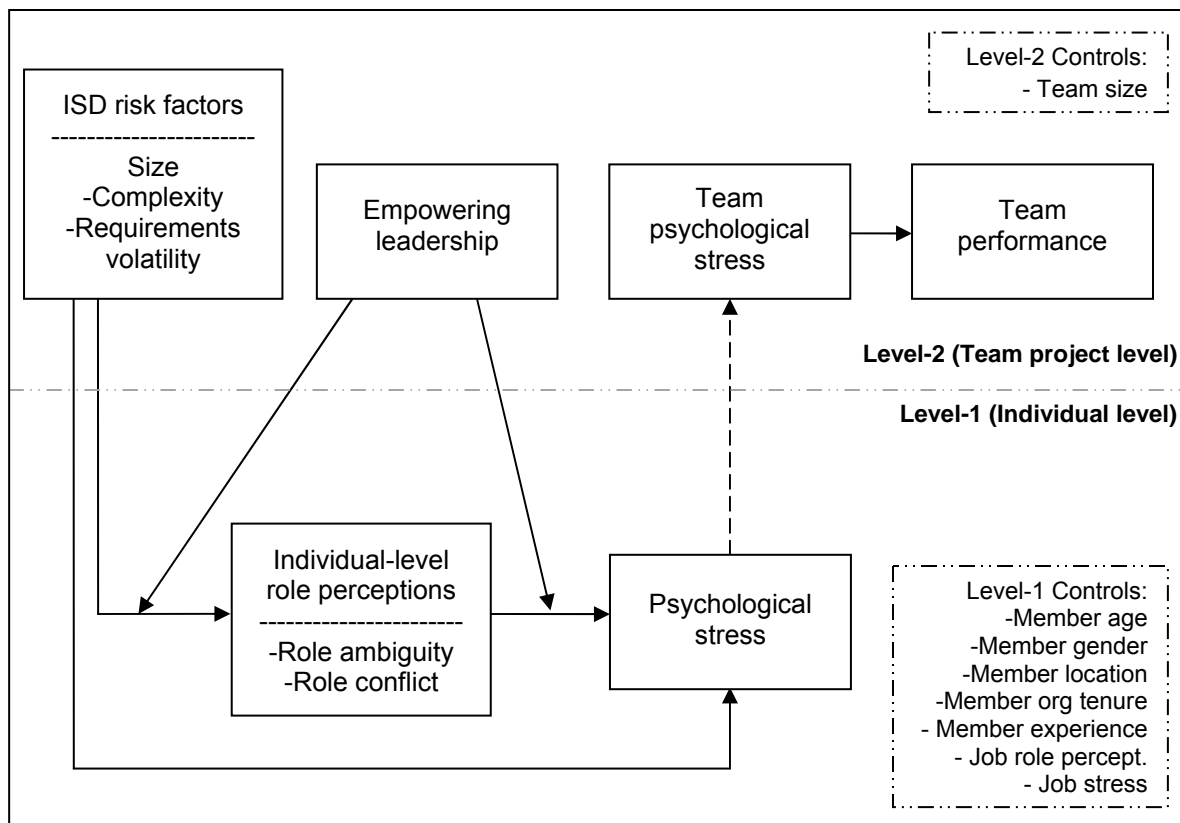 Level-2 Controls:
- Team size
ISD risk factors
------------------------
Size
-Complexity
-Requirements
volatility
Empowering
leadership
Team
psychological
stress
Team
performance
Level-2 (Team project level)
Level-1 (Individual level)
Individual-level
role perceptions
------------------------
-Role ambiguity
-Role conflict
Psychological
stress
Level-1 Controls:
-Member age
-Member gender
-Member location
-Member org tenure
- Member experience
- Job role percept.
- Job stress